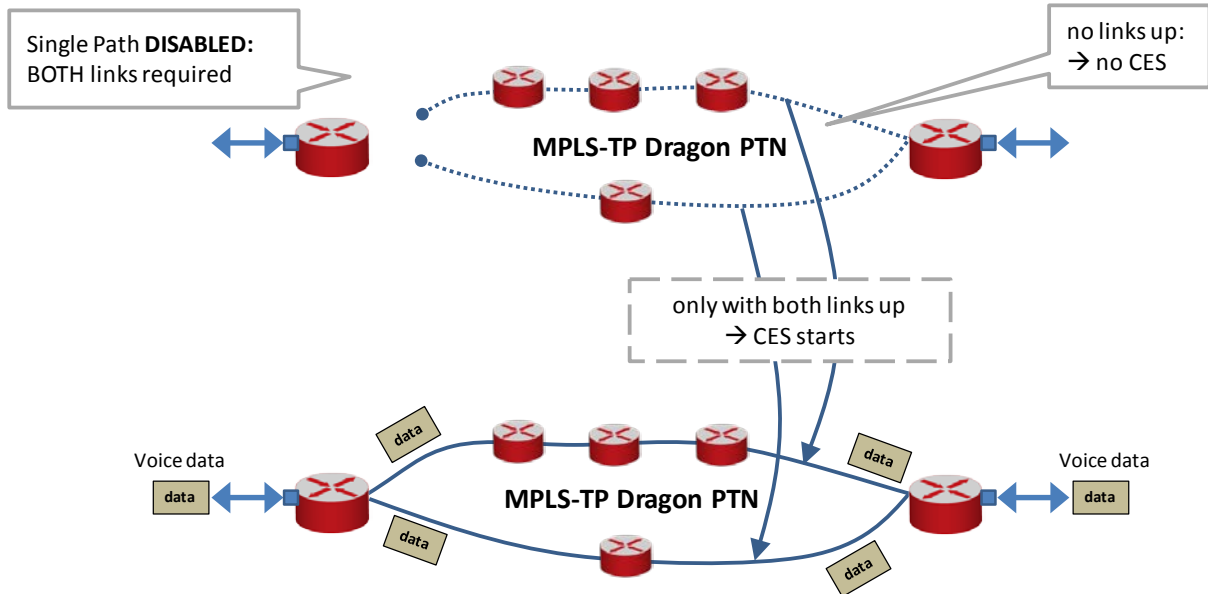 Single Path DISABLED:
BOTH links required
no links up:
→ no CES
MPLS-TP Dragon PTN
only with both links up
→ CES starts
data
data
Voice data
data
Voice data
data
MPLS-TP Dragon PTN
data
data